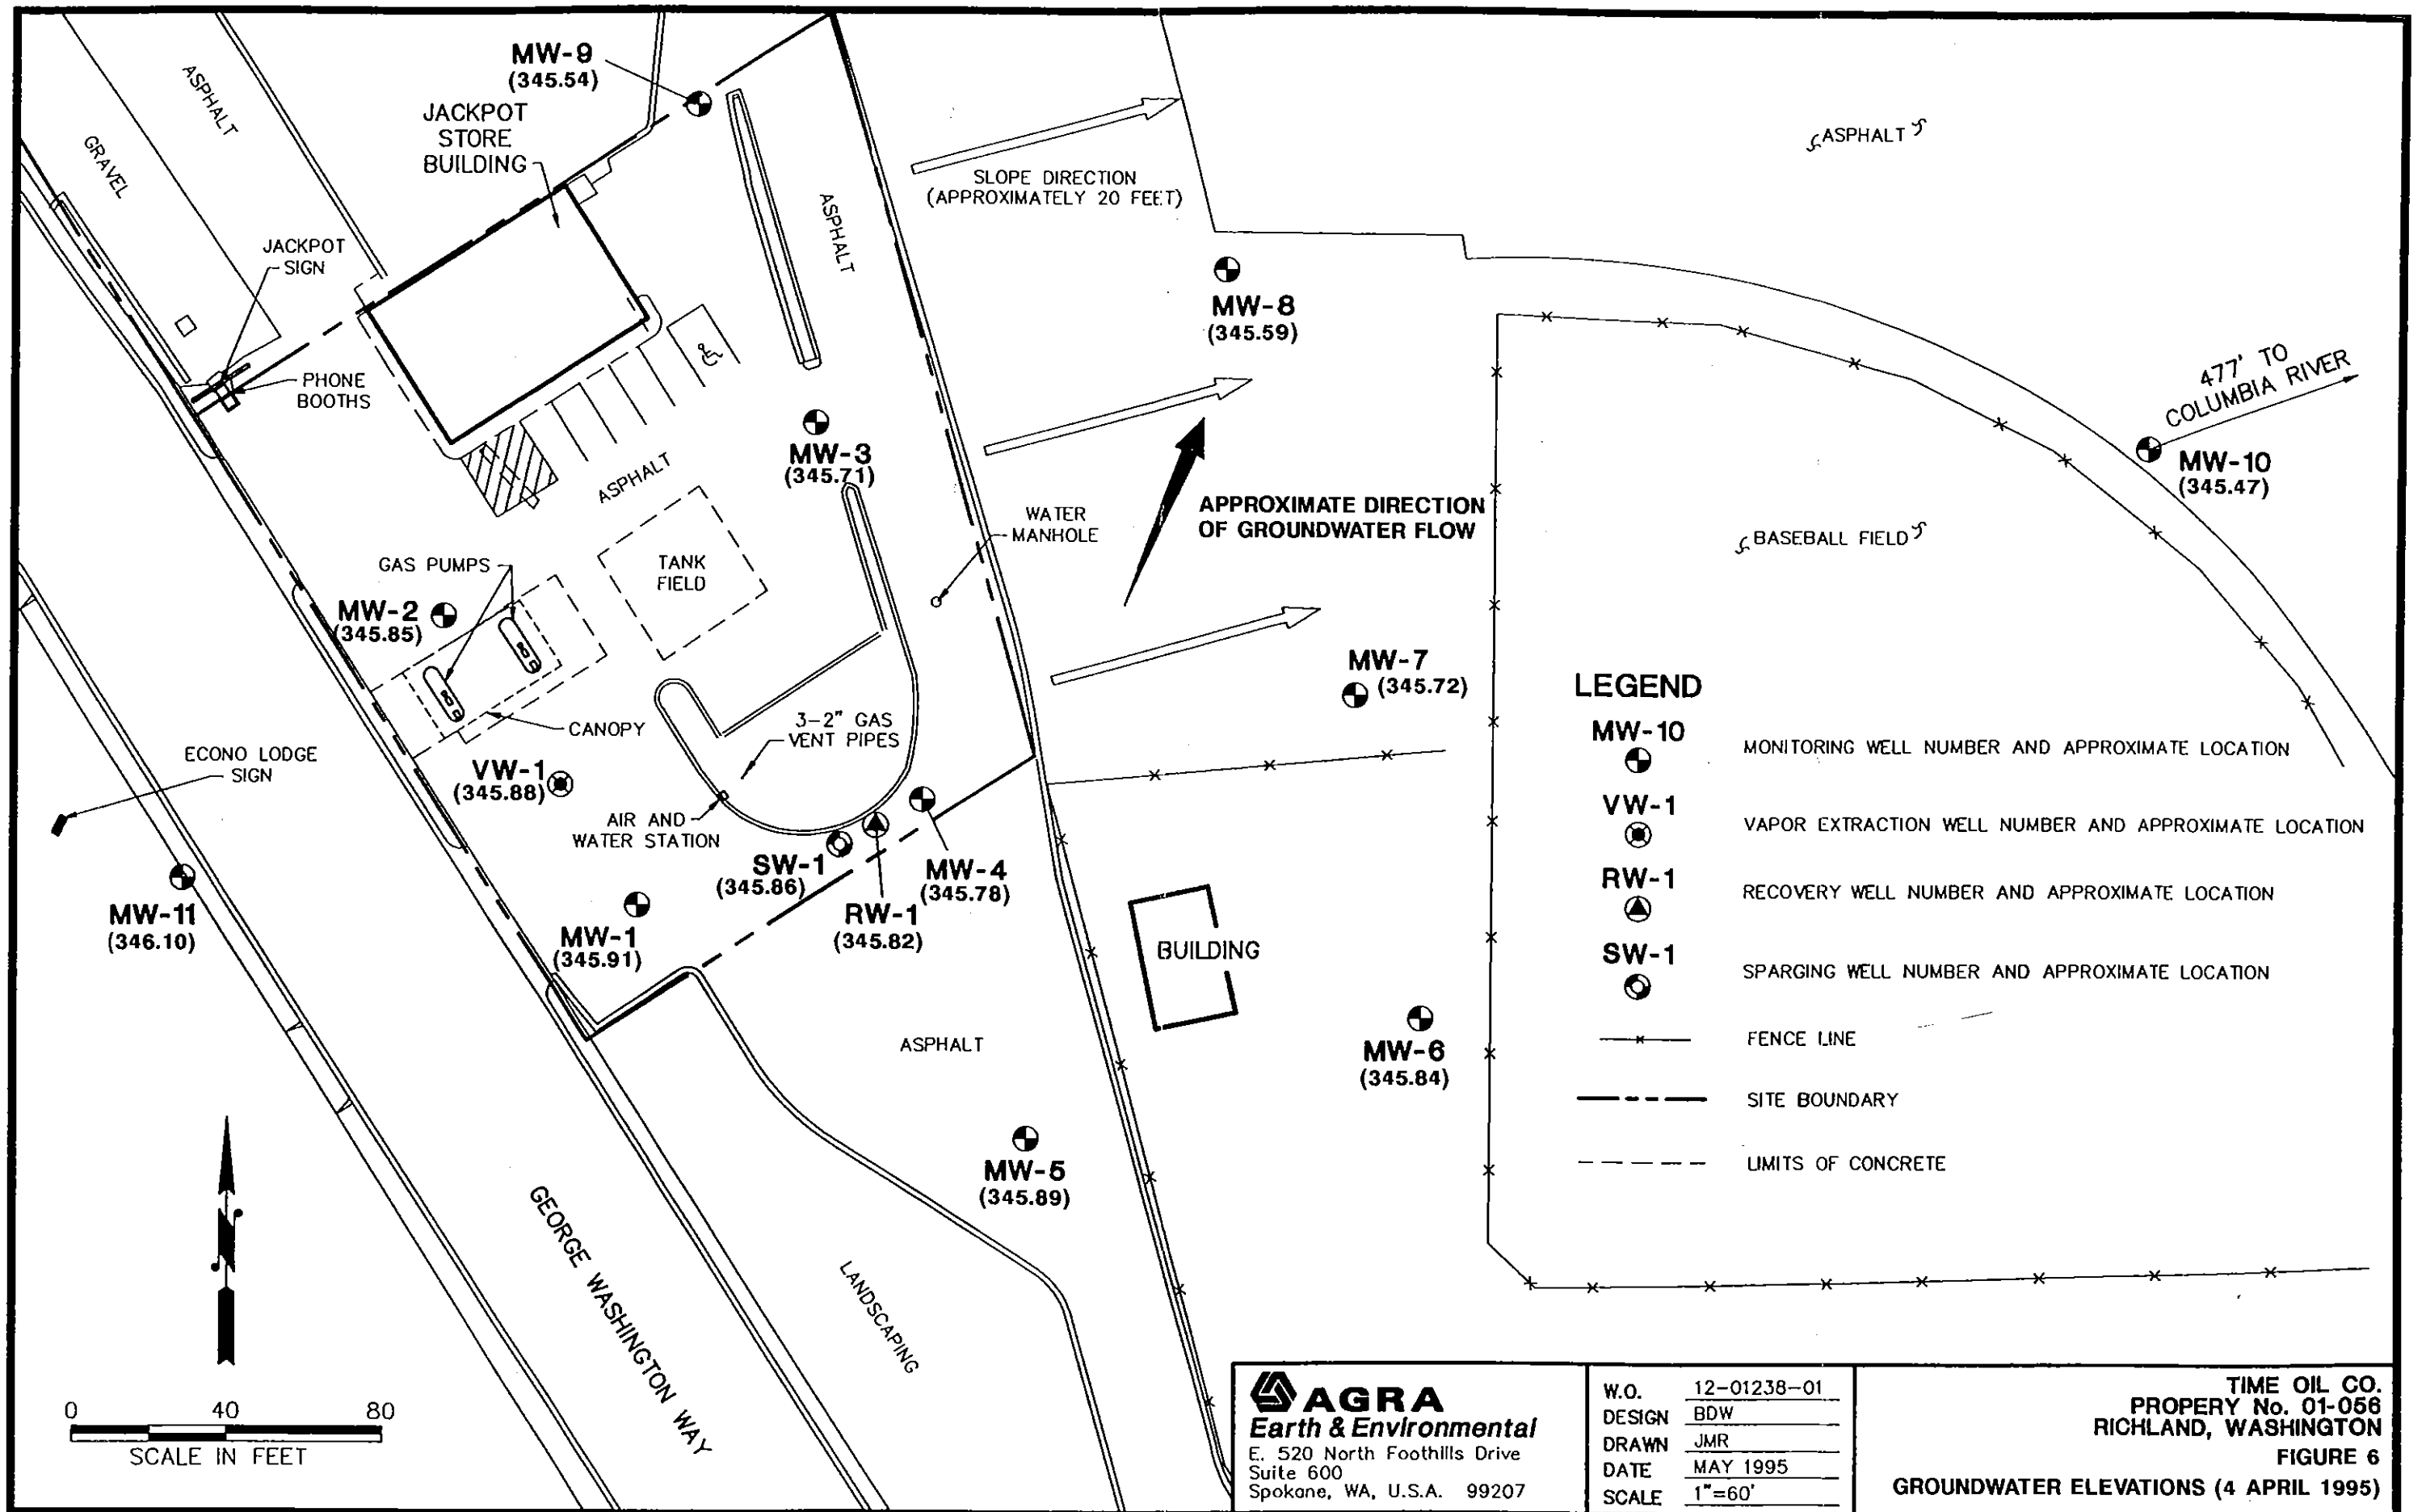 MW-9
(345.54)
JACKPOT
STORE
BUILDING
ASPHALT
GRAVEL
JACKPOT
SIGN
PHONE
BOOTHS
ASPHALT
SLOPE DIRECTION
(APPROXIMATELY 20 FEET)
ASPHALT
MW-8
(345.59)
477' TO
COLUMBIA RIVER
MW-10
(345.47)
MW-3
(345.71)
ASPHALT
APPROXIMATE DIRECTION
OF GROUNDWATER FLOW
WATER
MANHOLE
BASEBALL FIELD
TANK
FIELD
GAS PUMPS
MW-2
(345.85)
MW-7
(345.72)
CANOPY
3-2" GAS
VENT PIPES
ECONO LODGE
SIGN
VW-1
(345.88)
AIR AND
WATER STATION
SW-1
(345.86)
MW-4
(345.78)
RW-1
(345.82)
MW-11
(346.10)
MW-1
(345.91)
BUILDING
ASPHALT
MW-6
(345.84)
MW-5
(345.89)
GEORGE WASHINGTON WAY
LANDSCAPING
LEGEND
MW-10
MONITORING WELL NUMBER AND APPROXIMATE LOCATION
VW-1
VAPOR EXTRACTION WELL NUMBER AND APPROXIMATE LOCATION
RW-1
RECOVERY WELL NUMBER AND APPROXIMATE LOCATION
SW-1
SPARGING WELL NUMBER AND APPROXIMATE LOCATION
FENCE LINE
SITE BOUNDARY
LIMITS OF CONCRETE
N
0 40 80
SCALE IN FEET
AGRA
Earth & Environmental
E. 520 North Foothills Drive
Suite 600
Spokane, WA, U.S.A. 99207
W.O. 12-01238-01
DESIGN BDW
DRAWN JMR
DATE MAY 1995
SCALE 1"=60'
TIME OIL CO.
PROPERTY No. 01-056
RICHLAND, WASHINGTON
FIGURE 6
GROUNDWATER ELEVATIONS (4 APRIL 1995)